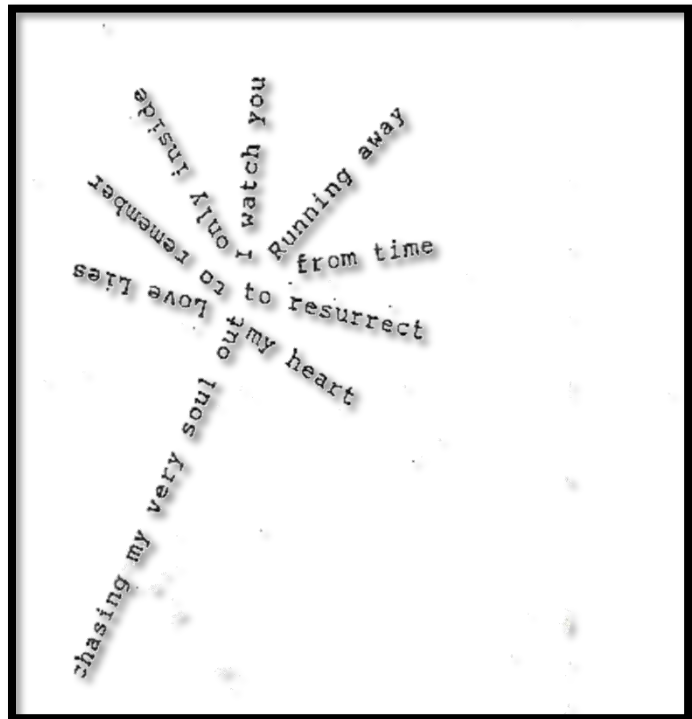 I watch you
Running away
from time
to resurrect
my heart
chasing my very soul out
Love Lies
to remember
only inside